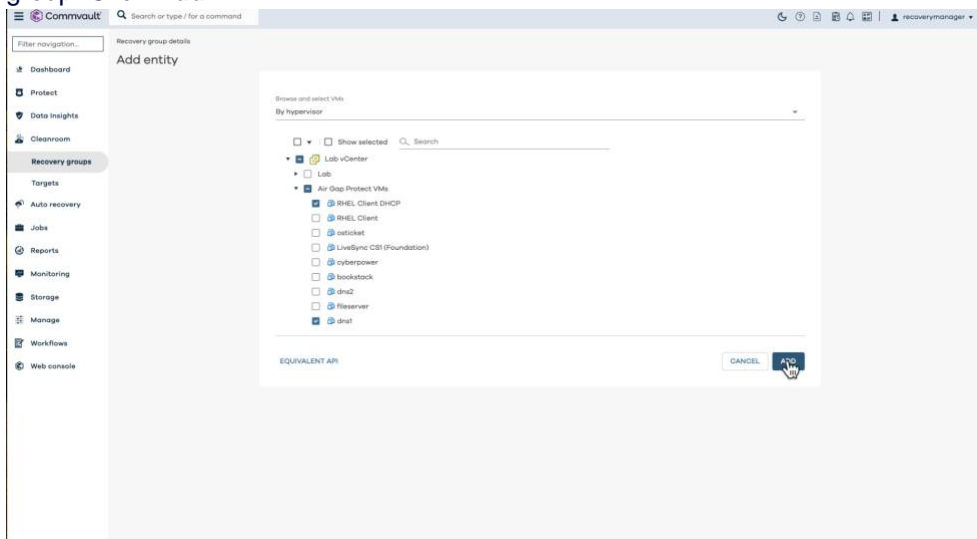 Commvault
Search or type / for a command
recoverymanager
Filter navigation...
Recovery group details
Add entity
Dashboard
Protect
Data Insights
Cleanroom
Recovery groups
Targets
Auto recovery
Jobs
Reports
Monitoring
Storage
Manage
Workflows
Web console
Browse and select VMs
By hypervisor
Show selected
Search
Lab vCenter
Lab
Air Gap Protect VMs
RHEL Client DHCP
RHEL Client
osticket
LiveSync CS1 (Foundation)
cyberpower
bookstack
dns2
fileserver
dns1
EQUIVALENT API
CANCEL
ADD